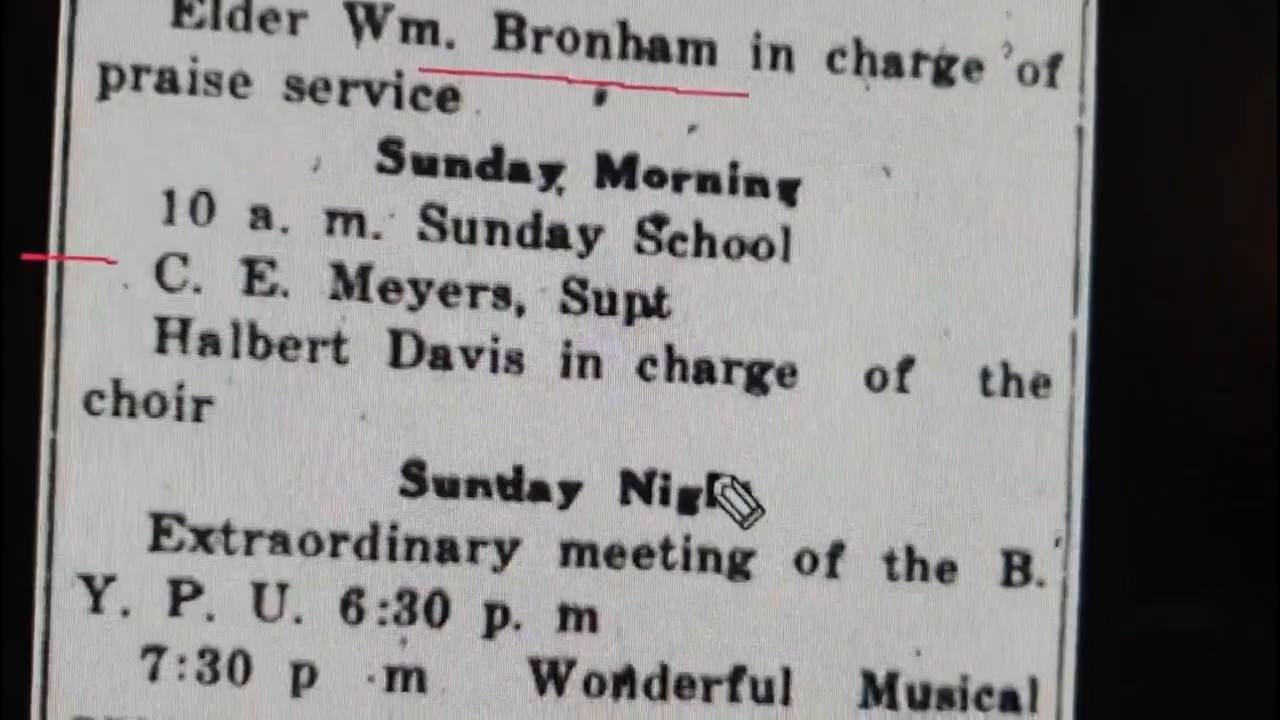 Elder Wm. Bronham in charge of
praise service
Sunday Morning
10 a. m. Sunday School
C. E. Meyers, Supt
Halbert Davis in charge of the
choir
Sunday Nig
Extraordinary meeting of the B.
Y. P. U. 6:30 p. m
7:30 p . m Wonderful Musical